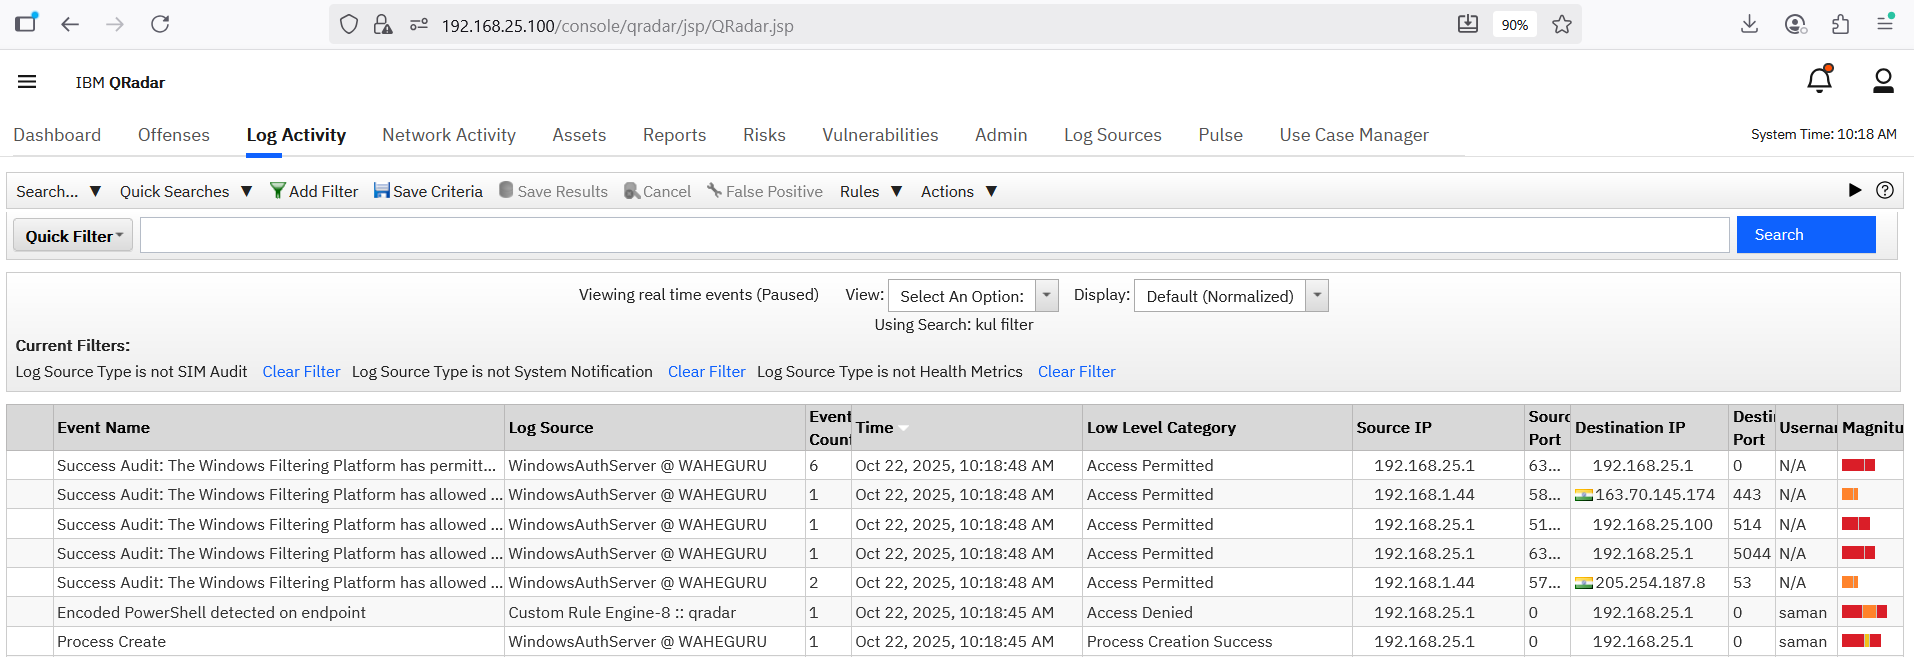 192.168.25.100/console/qradar/jsp/QRadar.jsp 90%
IBM QRadar
Dashboard Offenses Log Activity Network Activity Assets Reports Risks Vulnerabilities Admin Log Sources Pulse Use Case Manager System Time: 10:18 AM
Search... ▼ Quick Searches ▼ Add Filter Save Criteria Save Results Cancel False Positive Rules ▼ Actions ▼
Quick Filter Search
Viewing real time events (Paused) View: Select An Option: Display: Default (Normalized)
Using Search: kul filter
Current Filters:
Log Source Type is not SIM Audit Clear Filter Log Source Type is not System Notification Clear Filter Log Source Type is not Health Metrics Clear Filter
Event Name Log Source Event Count Time Low Level Category Source IP Sourc Port Destination IP Desti Port Userna Magnitu
Success Audit: The Windows Filtering Platform has permitt... WindowsAuthServer @ WAHEGURU 6 Oct 22, 2025, 10:18:48 AM Access Permitted 192.168.25.1 63... 192.168.25.1 0 N/A
Success Audit: The Windows Filtering Platform has allowed ... WindowsAuthServer @ WAHEGURU 1 Oct 22, 2025, 10:18:48 AM Access Permitted 192.168.1.44 58... 163.70.145.174 443 N/A
Success Audit: The Windows Filtering Platform has allowed ... WindowsAuthServer @ WAHEGURU 1 Oct 22, 2025, 10:18:48 AM Access Permitted 192.168.25.1 51... 192.168.25.100 514 N/A
Success Audit: The Windows Filtering Platform has allowed ... WindowsAuthServer @ WAHEGURU 1 Oct 22, 2025, 10:18:48 AM Access Permitted 192.168.25.1 63... 192.168.25.1 5044 N/A
Success Audit: The Windows Filtering Platform has allowed ... WindowsAuthServer @ WAHEGURU 2 Oct 22, 2025, 10:18:48 AM Access Permitted 192.168.1.44 57... 205.254.187.8 53 N/A
Encoded PowerShell detected on endpoint Custom Rule Engine-8 :: qradar 1 Oct 22, 2025, 10:18:45 AM Access Denied 192.168.25.1 0 192.168.25.1 0 saman
Process Create WindowsAuthServer @ WAHEGURU 1 Oct 22, 2025, 10:18:45 AM Process Creation Success 192.168.25.1 0 192.168.25.1 0 saman